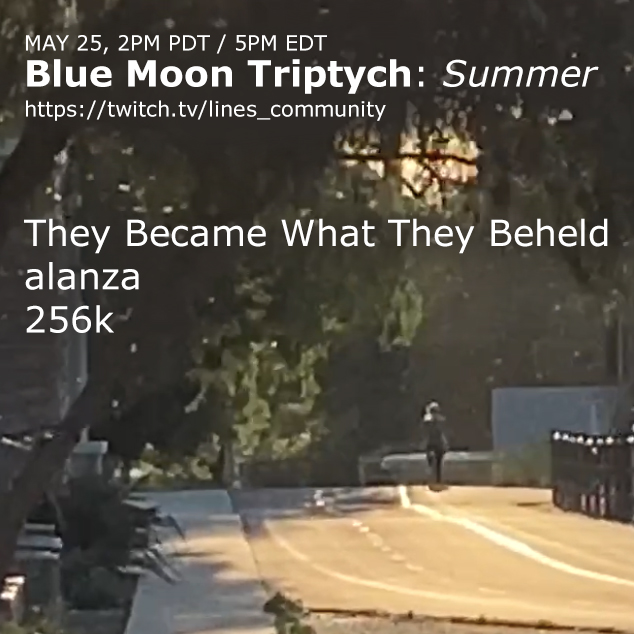 MAY 25, 2PM PDT / 5PM EDT
Blue Moon Triptych: Summer
https://twitch.tv/lines_community
They Became What They Beheld
alanza
256k